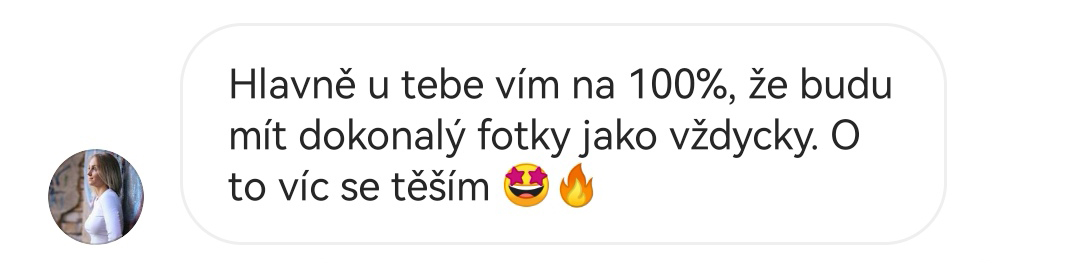 Hlavně u tebe vím na 100%, že budu
mít dokonalý fotky jako vždycky. O
to víc se těším 🤩🔥